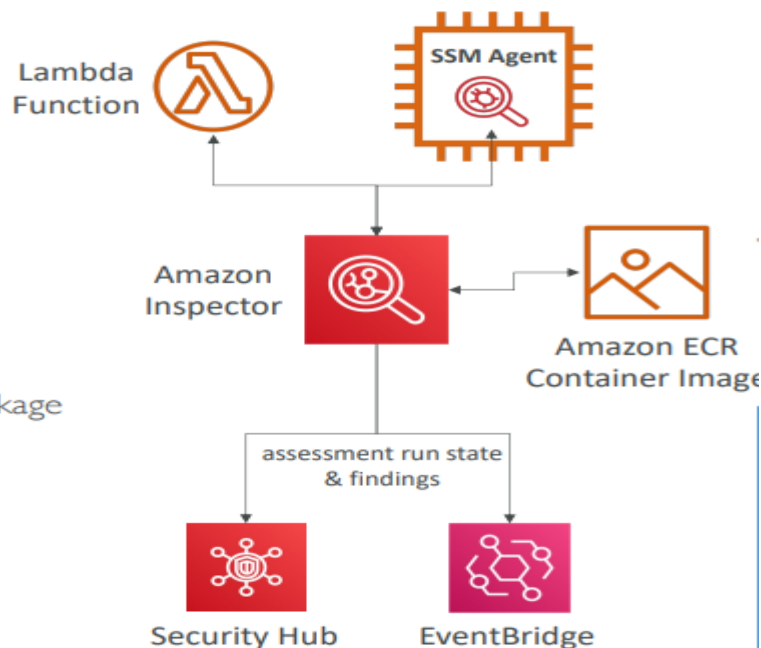 SSM Agent
Lambda
Function
Amazon
Inspector
Amazon ECR
Container Image
kage
assessment run state
& findings
Security Hub
EventBridge